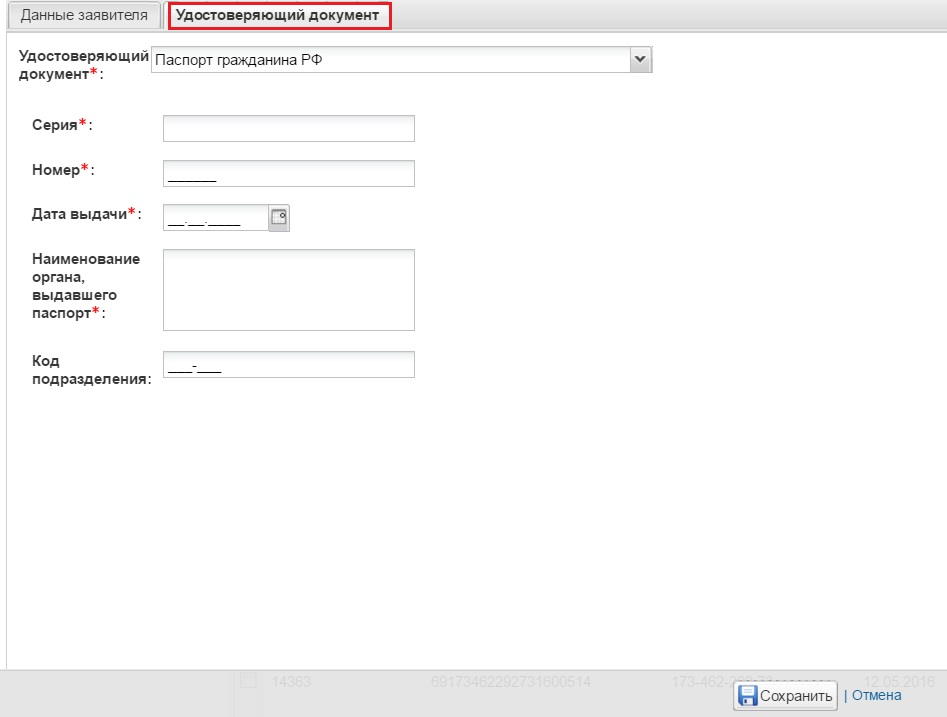 Данные заявителя Удостоверяющий документ
Удостоверяющий Паспорт гражданина РФ
документ*:
Серия*:
Номер*: ______
Дата выдачи*: __.__.____
Наименование
органа,
выдавшего
паспорт*:
Код ___-___
подразделения:
14363 69173462292731600514 173-462- 12.05.2016
Сохранить | Отмена